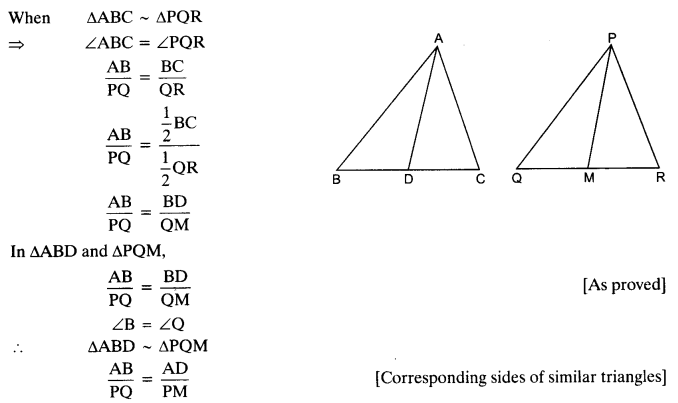 When ΔABC ~ ΔPQR
⇒ ∠ABC = ∠PQR
AB/PQ = BC/QR
AB/PQ = 1/2 BC / 1/2 QR
AB/PQ = BD/QM
In ΔABD and ΔPQM,
AB/PQ = BD/QM [As proved]
∠B = ∠Q
∴ ΔABD ~ ΔPQM
AB/PQ = AD/PM [Corresponding sides of similar triangles]
A P
B D C Q M R